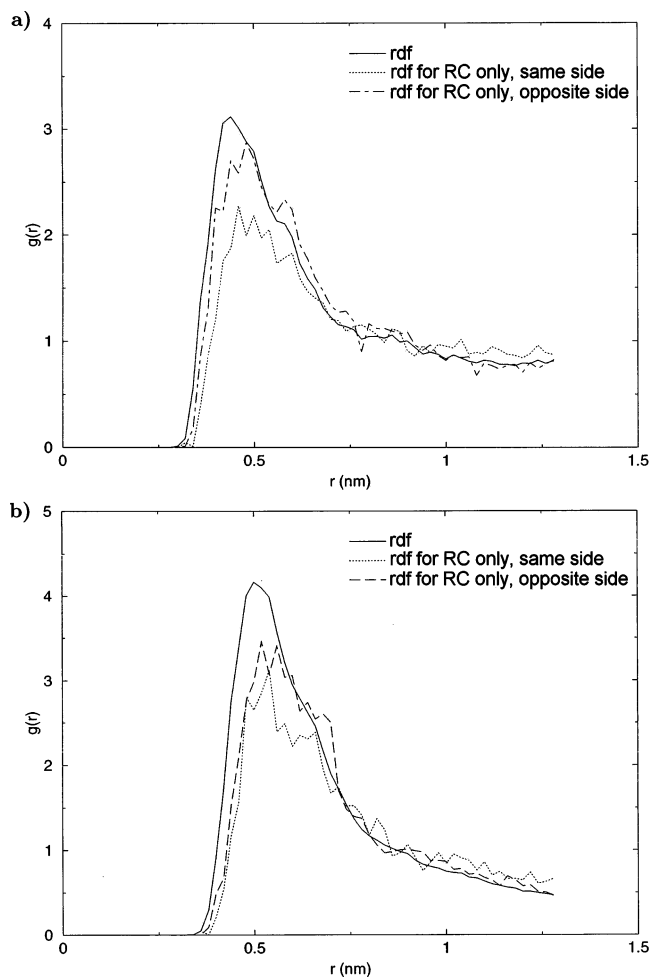 a)
4
3
2
1
0
g(r)
rdf
rdf for RC only, same side
rdf for RC only, opposite side
0 0.5 1 1.5
r (nm)
b)
5
4
3
2
1
0
g(r)
rdf
rdf for RC only, same side
rdf for RC only, opposite side
0 0.5 1 1.5
r (nm)